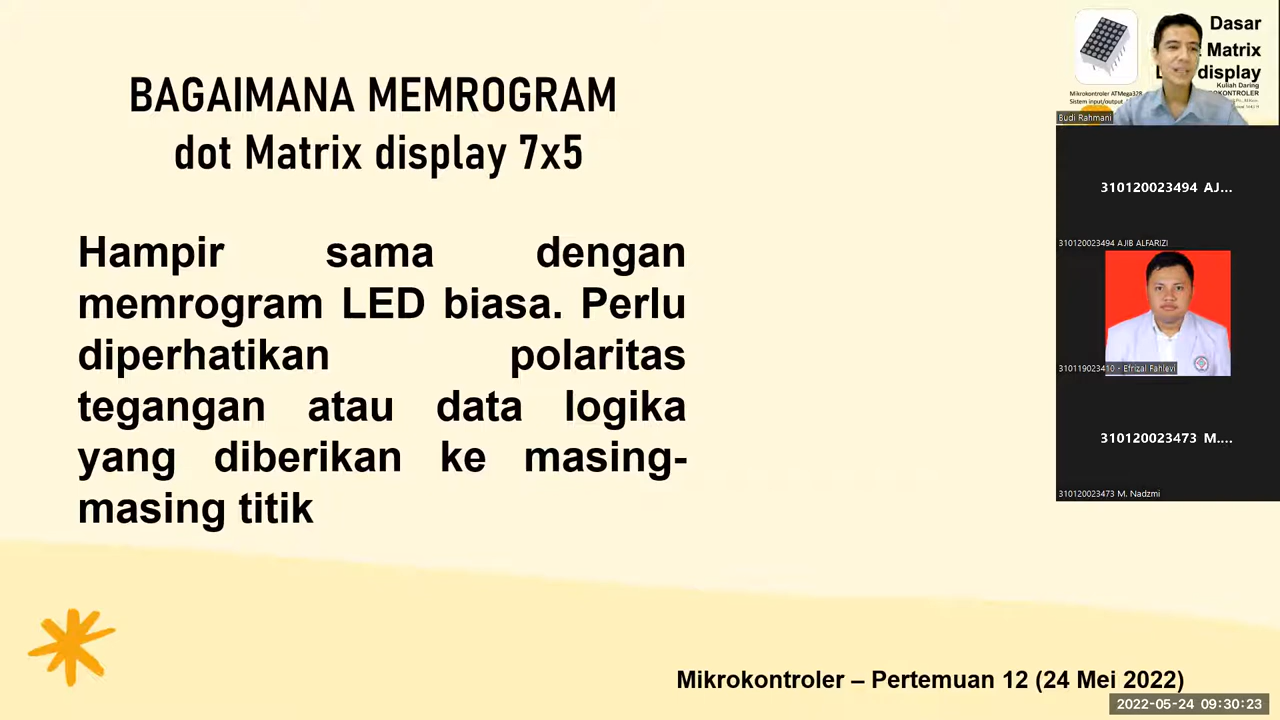 BAGAIMANA MEMROGRAM
dot Matrix display 7x5
Hampir sama dengan
memrogram LED biasa. Perlu
diperhatikan polaritas
tegangan atau data logika
yang diberikan ke masing-
masing titik
Mikrokontroler – Pertemuan 12 (24 Mei 2022)
2022-05-24 09:30:23
Dasar
Matrix
display
Kuliah Daring
Mikrokontroler ATMega328
Sistem input/output
Budi Rahmani
310120023494 AJ...
310120023494 AJIB ALFARIZI
310119023410 - Efrizal Fahlevi
310120023473 M....
310120023473 M. Nadzmi